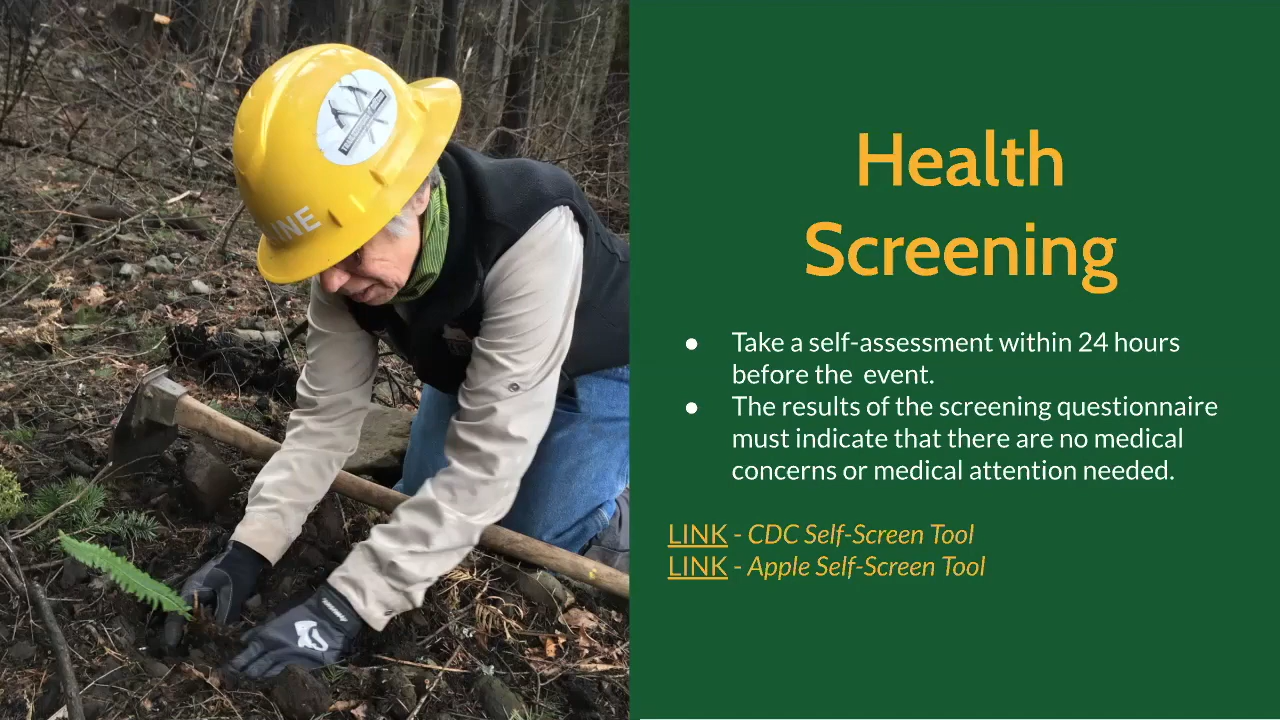 INE
Health
Screening
● Take a self-assessment within 24 hours
before the  event.
● The results of the screening questionnaire
must indicate that there are no medical
concerns or medical attention needed.
LINK - CDC Self-Screen Tool
LINK - Apple Self-Screen Tool